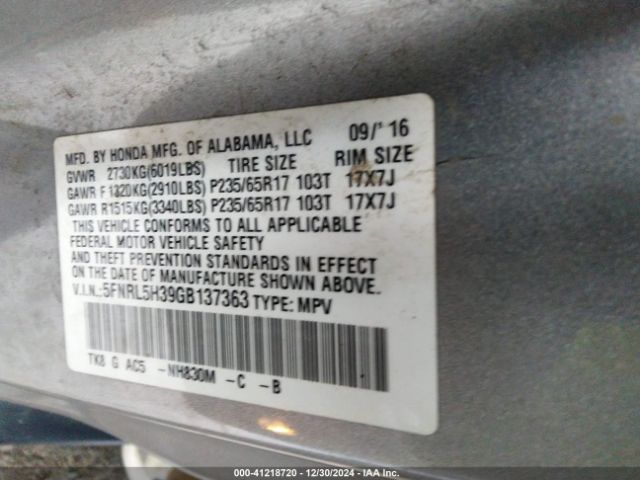 MFD. BY HONDA MFG. OF ALABAMA, LLC 09/' 16
GVWR 2730KG(6019LBS) TIRE SIZE RIM SIZE
GAWR F 1320KG(2910LBS) P235/65R17 103T 17X7J
GAWR R1515KG(3340LBS) P235/65R17 103T 17X7J
THIS VEHICLE CONFORMS TO ALL APPLICABLE
FEDERAL MOTOR VEHICLE SAFETY
AND THEFT PREVENTION STANDARDS IN EFFECT
ON THE DATE OF MANUFACTURE SHOWN ABOVE.
V.I.N.:5FNRL5H39GB137363 TYPE: MPV
TK8 G AC5 -NH830M -C -B
000-41218720 - 12/30/2024 - IAA Inc.